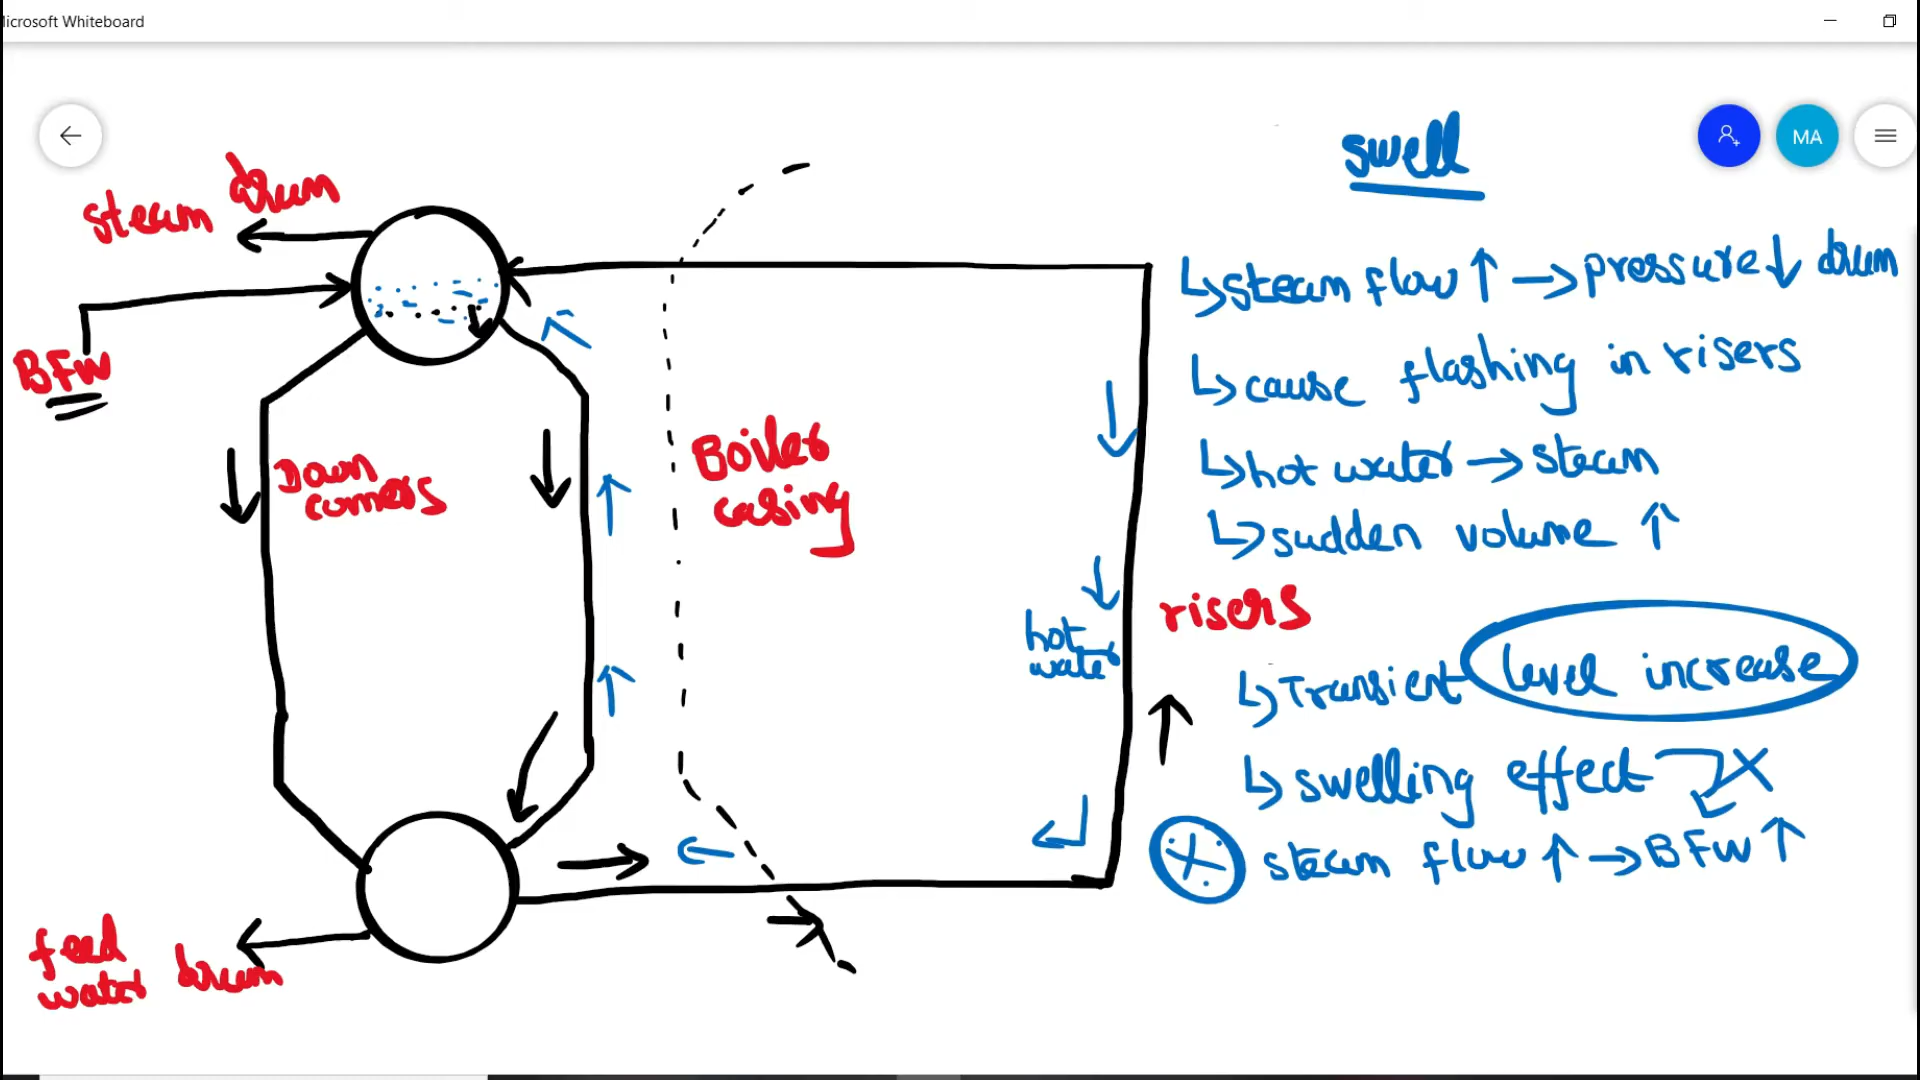 Microsoft Whiteboard
MA
swell
steam drum
↳ steam flow ↑ → pressure ↓ drum
BFW
↳ cause flashing in risers
Boiler
casing
Down
comers
↳ hot water → steam
↳ sudden volume ↑
risers
hot
water
↳ Transient level increase
↳ swelling effect
steam flow ↑ → BFW ↑
feed
water drum